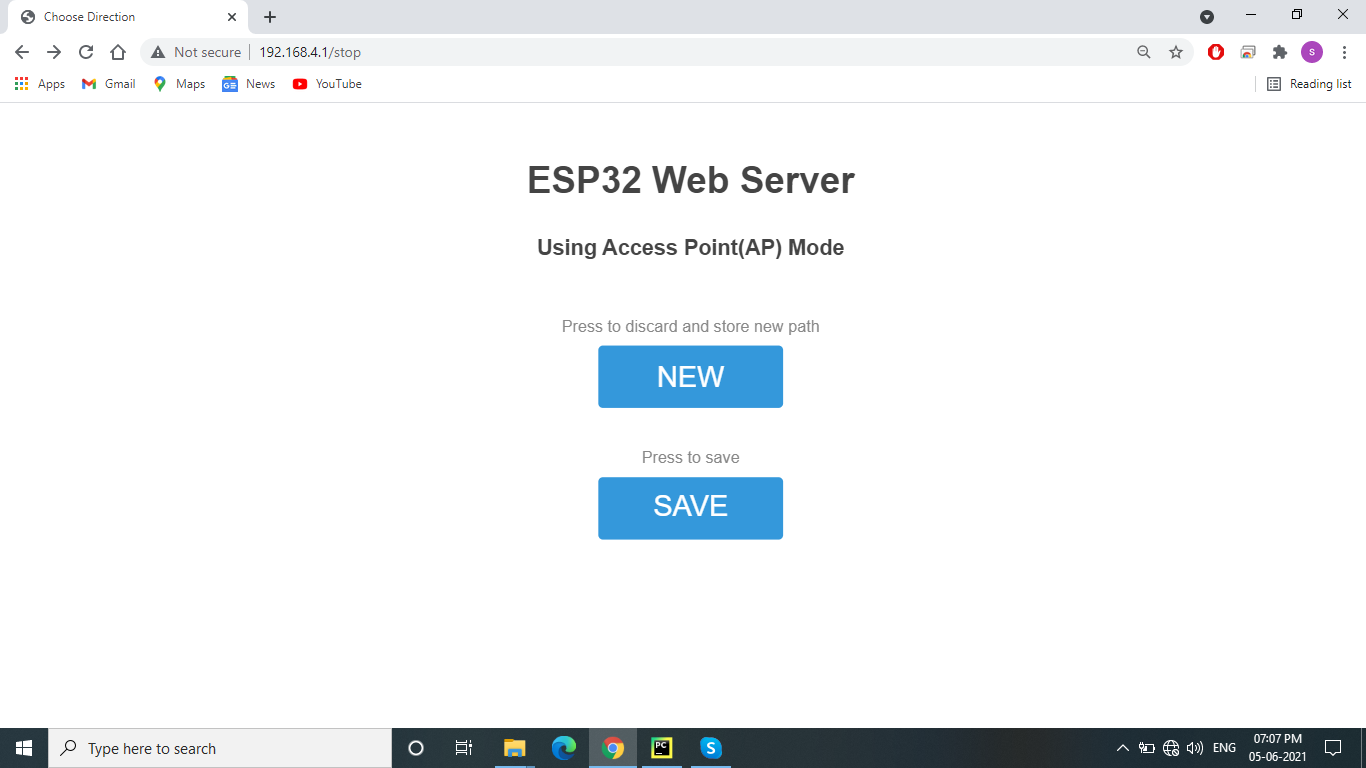 Choose Direction
Not secure 192.168.4.1/stop
S
Apps Gmail Maps News YouTube Reading list
ESP32 Web Server
Using Access Point(AP) Mode
Press to discard and store new path
NEW
Press to save
SAVE
Type here to search
PC
S
ENG
07:07 PM
05-06-2021